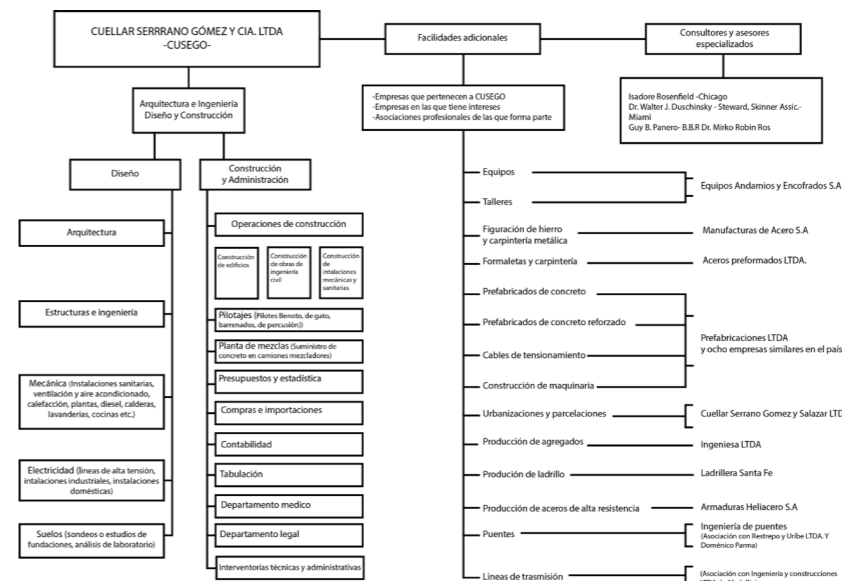 CUELLAR SERRRANO GÓMEZ Y CIA. LTDA
-CUSEGO-
Facilidades adicionales
Consultores y asesores
especializados
Arquitectura e Ingeniería
Diseño y Construcción
-Empresas que pertenecen a CUSEGO
-Empresas en las que tiene intereses
-Asociaciones profesionales de las que forma parte
Isadore Rosenfield -Chicago
Dr. Walter J. Duschinsky - Steward, Skinner Assic.-
Miami
Guy B. Panero- B.B.R Dr. Mirko Robin Ros
Diseño
Construcción
y Administración
Arquitectura
Estructuras e ingeniería
Mecánica (Instalaciones sanitarias,
ventilación y aire acondicionado,
calefacción, plantas, diesel, calderas,
lavanderias, cocinas etc.)
Electricidad (lineas de alta tensión,
intalaciones industriales, instalaciones
domésticas)
Suelos (sondeos o estudios de
fundaciones, análisis de laboratorio)
Operaciones de construcción
Construcción
de edificios
Construcción
de obras de
ingeniería
civil
Construcción
de
intalaciones
mecánicas y
sanitarias
Pilotajes (Pilotes Benoto, de gato,
barrenados, de percusión))
Planta de mezclas (Suministro de
concreto en camiones mezcladores)
Presupuestos y estadística
Compras e importaciones
Contabilidad
Tabulación
Departamento medico
Departamento legal
Interventorías técnicas y administrativas
Equipos
Talleres
Equipos Andamios y Encofrados S.A
Figuración de hierro
y carpintería metálica
Manufacturas de Acero S.A
Formaletas y carpintería
Aceros preformados LTDA.
Prefabricados de concreto
Prefabricados de concreto reforzado
Cables de tensionamiento
Construcción de maquinaria
Prefabricaciones LTDA
y ocho empresas similares en el país
Urbanizaciones y parcelaciones
Cuellar Serrano Gomez y Salazar LTD
Producción de agregados
Ingeniesa LTDA
Produción de ladrillo
Ladrillera Santa Fe
Producción de aceros de alta resistencia
Armaduras Heliacero S.A
Puentes
Ingeniería de puentes
(Asociación con Restrepo y Uribe LTDA. Y
Doménico Parma)
Lineas de trasmisión
(Asociación con Ingeniería y construcciones